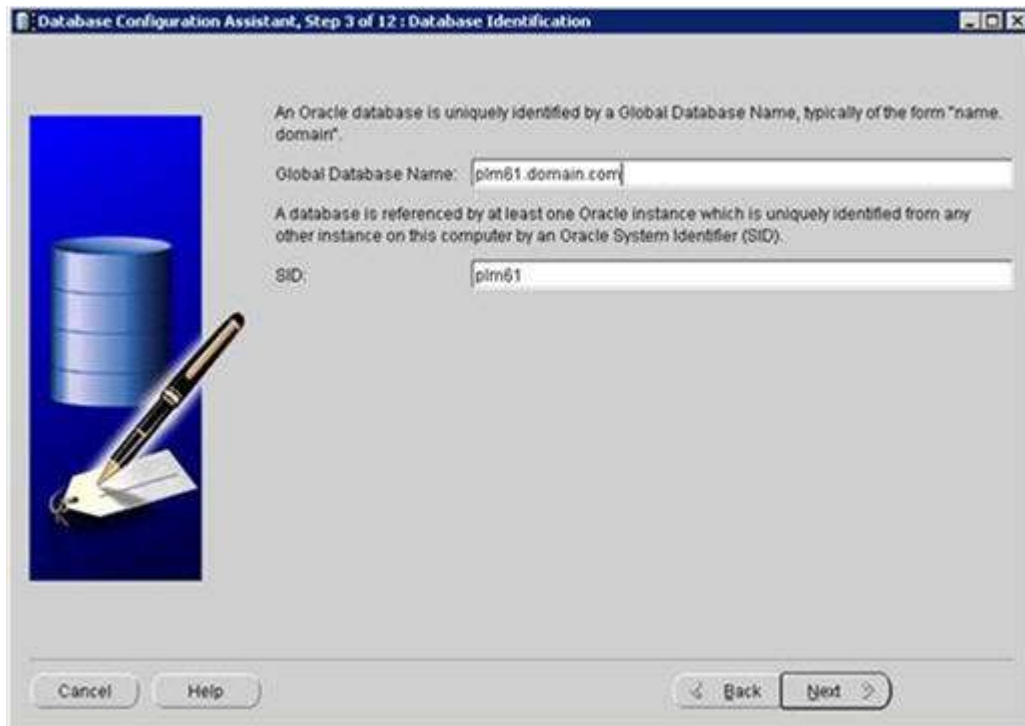 Database Configuration Assistant, Step 3 of 12 : Database Identification
An Oracle database is uniquely identified by a Global Database Name, typically of the form "name.
domain".
Global Database Name: plm61.domain.com
A database is referenced by at least one Oracle instance which is uniquely identified from any
other instance on this computer by an Oracle System Identifier (SID).
SID: plm61
Cancel Help Back Next